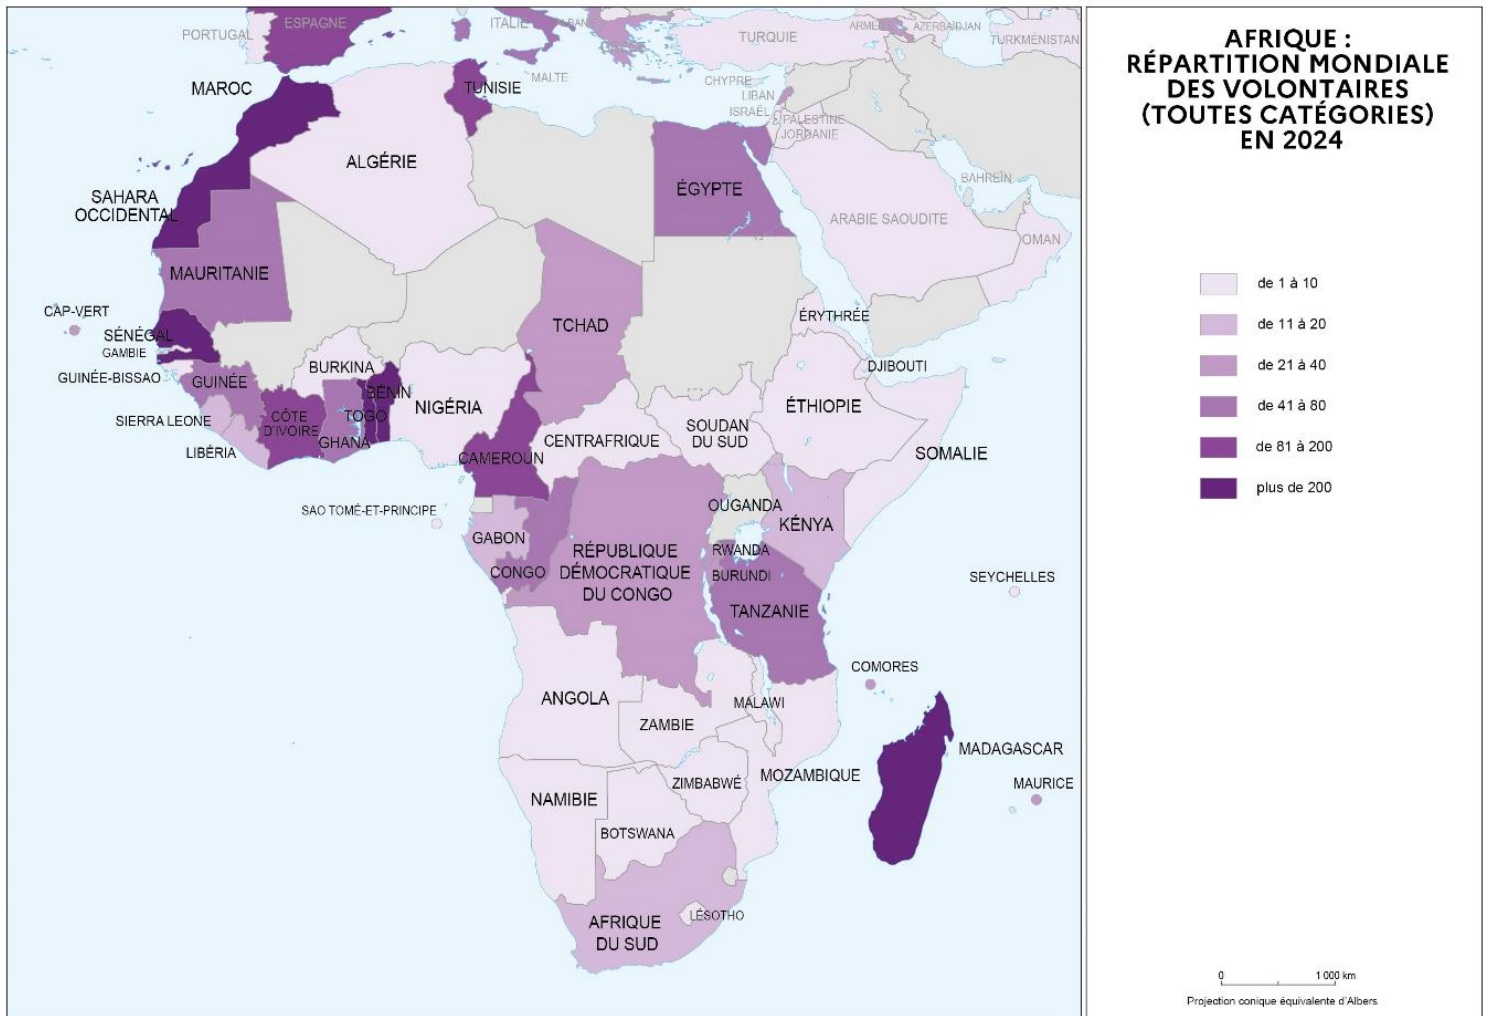 AFRIQUE :
RÉPARTITION MONDIALE
DES VOLONTAIRES
(TOUTES CATÉGORIES)
EN 2024
de 1 à 10
de 11 à 20
de 21 à 40
de 41 à 80
de 81 à 200
plus de 200
0 1 000 km
Projection conique équivalente d'Albers
PORTUGAL
ESPAGNE
ITALIE
TURQUIE
AZERBAÏDJAN
TURKMÉNISTAN
MALTE
CHYPRE
LIBAN
ISRAËL
PALESTINE
JORDANIE
BAHREÏN
ARABIE SAOUDITE
OMAN
MAROC
TUNISIE
ALGÉRIE
ÉGYPTE
SAHARA
OCCIDENTAL
MAURITANIE
CAP-VERT
SÉNÉGAL
GAMBIE
GUINÉE-BISSAO
GUINÉE
SIERRA LEONE
LIBÉRIA
CÔTE
D'IVOIRE
BURKINA
GHANA
TOGO
BÉNIN
NIGÉRIA
TCHAD
CAMEROUN
CENTRAFRIQUE
SOUDAN
DU SUD
ÉRYTHRÉE
DJIBOUTI
ÉTHIOPIE
SOMALIE
SAO TOMÉ-ET-PRINCIPE
GABON
CONGO
RÉPUBLIQUE
DÉMOCRATIQUE
DU CONGO
OUGANDA
KÉNYA
RWANDA
BURUNDI
TANZANIE
SEYCHELLES
COMORES
ANGOLA
ZAMBIE
MALAWI
MOZAMBIQUE
ZIMBABWÉ
MADAGASCAR
MAURICE
NAMIBIE
BOTSWANA
AFRIQUE
DU SUD
LÉSOTHO